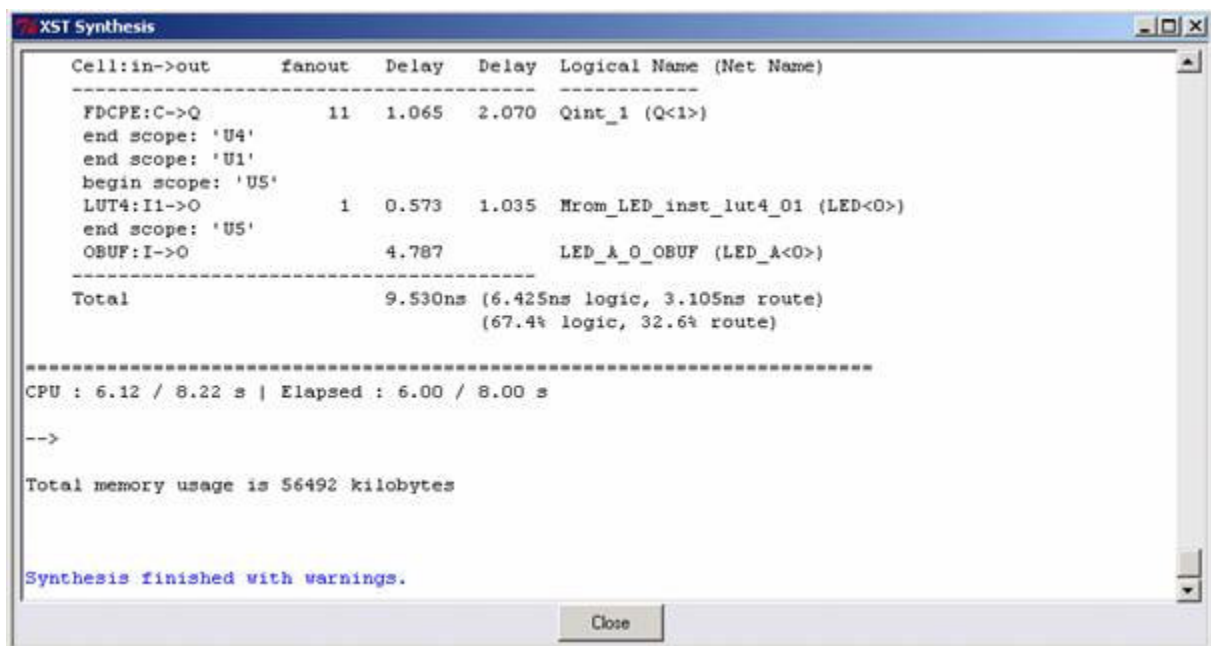 XST Synthesis
Cell:in->out fanout Delay Delay Logical Name (Net Name)
---------------------------------------- ------------
FDCPE:C->Q 11 1.065 2.070 Qint_1 (Q<1>)
end scope: 'U4'
end scope: 'U1'
begin scope: 'U5'
LUT4:I1->O 1 0.573 1.035 Mrom_LED_inst_lut4_01 (LED<0>)
end scope: 'U5'
OBUF:I->O 4.787 LED_A_0_OBUF (LED_A<0>)
----------------------------------------
Total 9.530ns (6.425ns logic, 3.105ns route)
(67.4% logic, 32.6% route)
=========================================================================
CPU : 6.12 / 8.22 s | Elapsed : 6.00 / 8.00 s
-->
Total memory usage is 56492 kilobytes
Synthesis finished with warnings.
Close